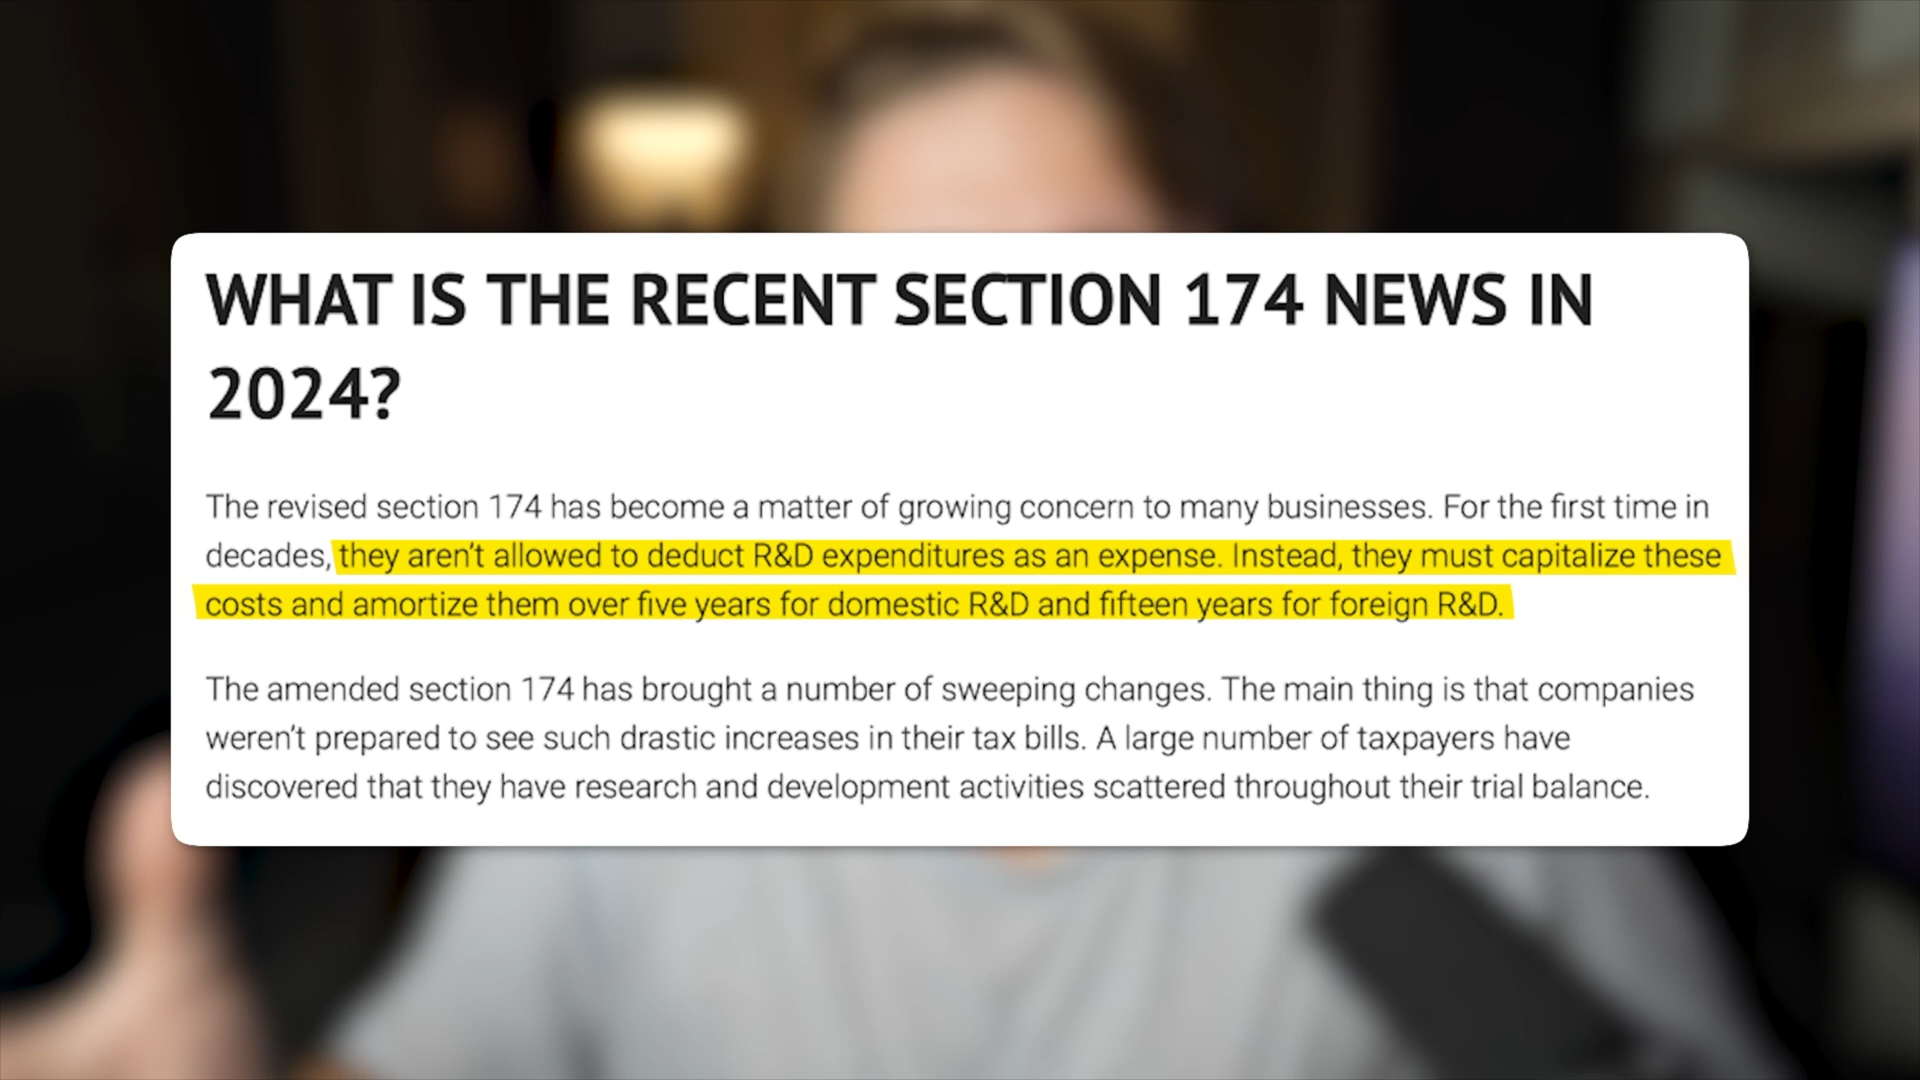 WHAT IS THE RECENT SECTION 174 NEWS IN
2024?
The revised section 174 has become a matter of growing concern to many businesses. For the first time in
decades, they aren't allowed to deduct R&D expenditures as an expense. Instead, they must capitalize these
costs and amortize them over five years for domestic R&D and fifteen years for foreign R&D.
The amended section 174 has brought a number of sweeping changes. The main thing is that companies
weren't prepared to see such drastic increases in their tax bills. A large number of taxpayers have
discovered that they have research and development activities scattered throughout their trial balance.